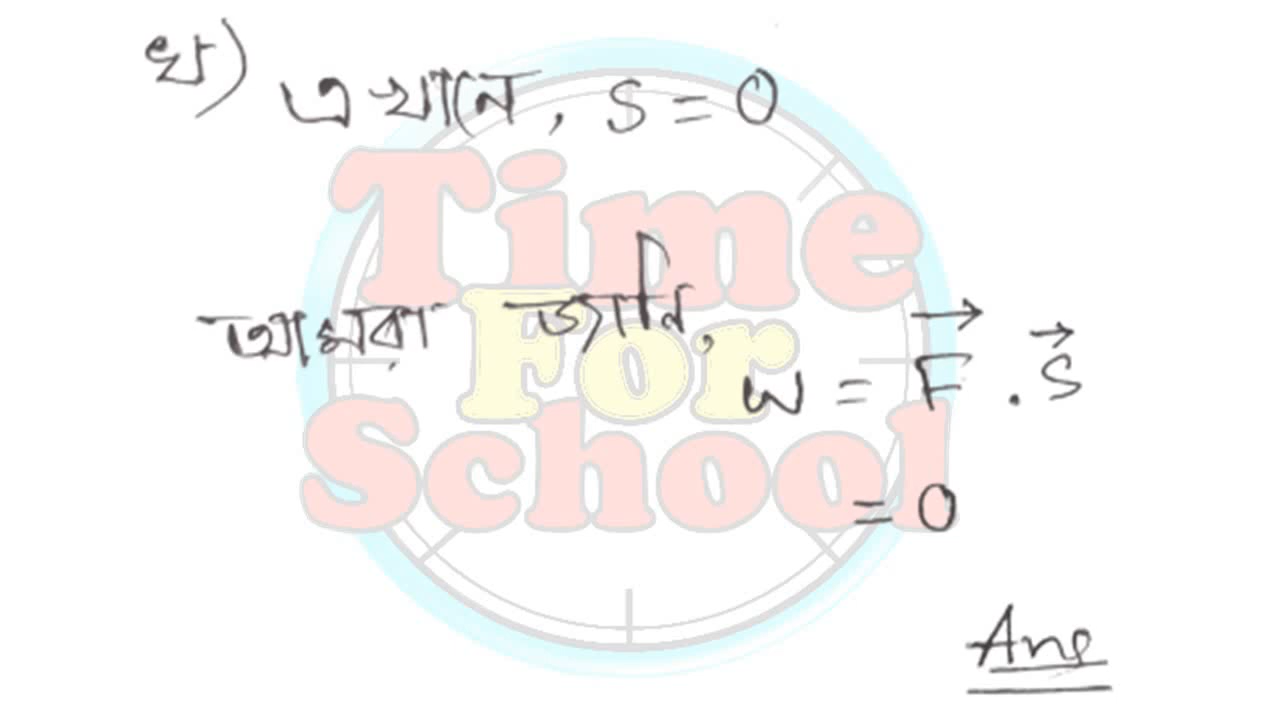 খ) এখানে, S = 0
Time
For
School
আমরা জানি,
W = F⃗ . S⃗
= 0
Ans